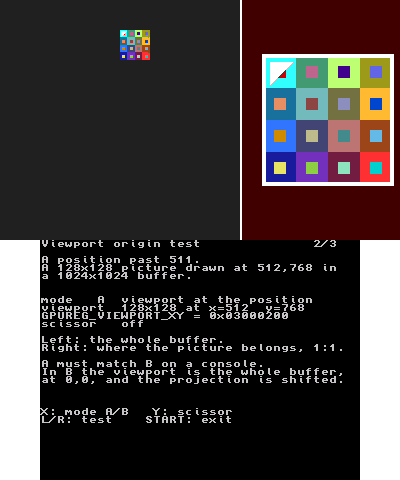 Viewport origin test 2/3
A position past 511.
A 128x128 picture drawn at 512,768 in
a 1024x1024 buffer.
mode A viewport at the position
viewport 128x128 at x=512 y=768
GPUREG_VIEWPORT_XY = 0x03000200
scissor off
Left: the whole buffer.
Right: where the picture belongs, 1:1.
A must match B on a console.
In B the viewport is the whole buffer,
at 0,0, and the projection is shifted.
X: mode A/B Y: scissor
L/R: test START: exit